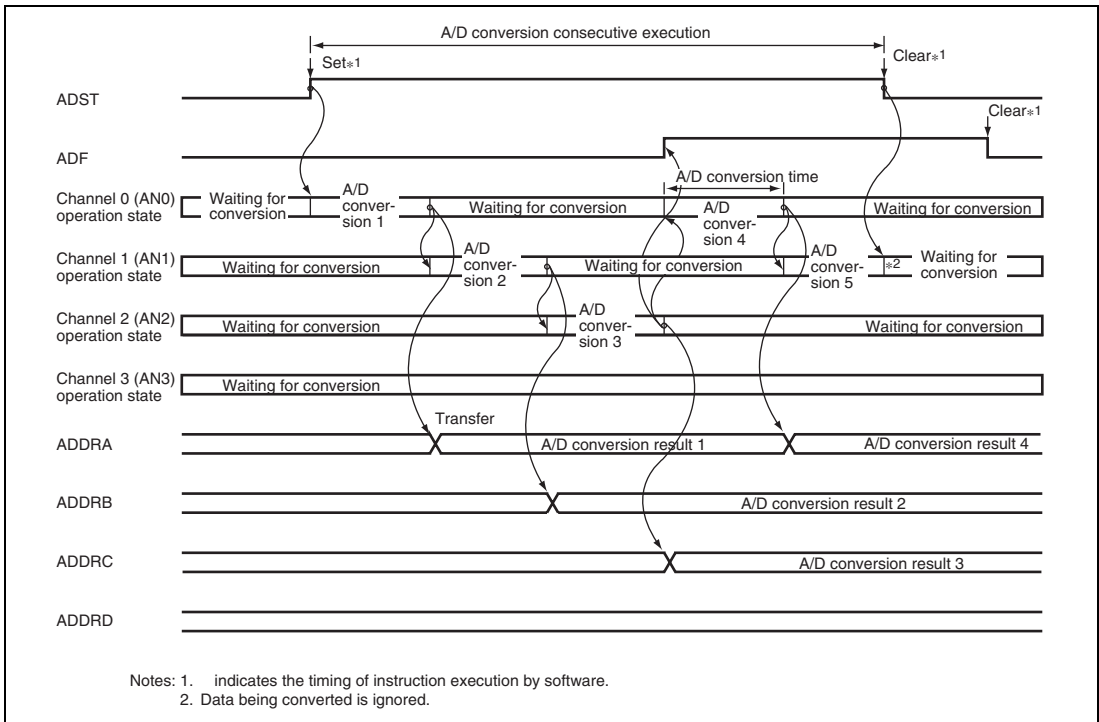 A/D conversion consecutive execution
Set*1
Clear*1
ADST
Clear*1
ADF
A/D conversion time
Channel 0 (AN0)
operation state
Waiting for
conversion
A/D
conver-
sion 1
Waiting for conversion
A/D
conver-
sion 4
Waiting for conversion
Channel 1 (AN1)
operation state
Waiting for conversion
A/D
conver-
sion 2
Waiting for conversion
A/D
conver-
sion 5
*2
Waiting for
conversion
Channel 2 (AN2)
operation state
Waiting for conversion
A/D
conver-
sion 3
Waiting for conversion
Channel 3 (AN3)
operation state
Waiting for conversion
Transfer
ADDRA
A/D conversion result 1
A/D conversion result 4
ADDRB
A/D conversion result 2
ADDRC
A/D conversion result 3
ADDRD
Notes: 1. indicates the timing of instruction execution by software.
2. Data being converted is ignored.